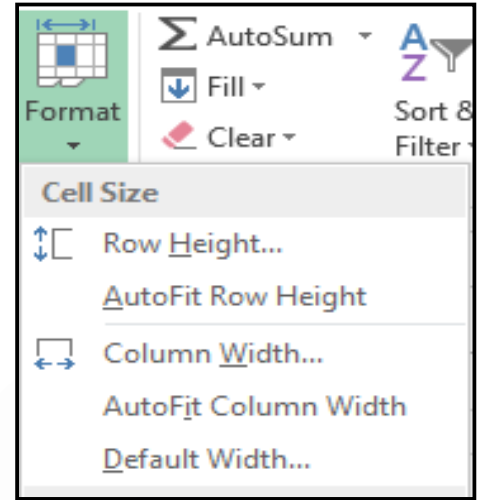 Format
AutoSum
Fill
Clear
A
Z
Sort &
Filter
Cell Size
Row Height...
AutoFit Row Height
Column Width...
AutoFit Column Width
Default Width...